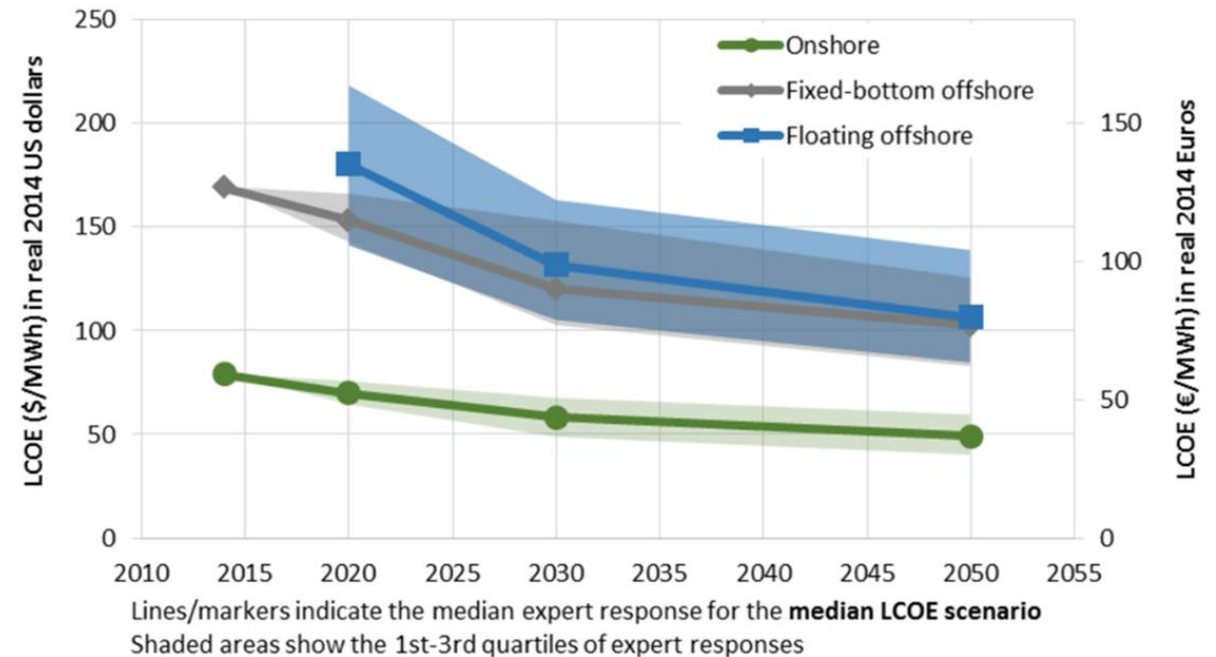 LCOE ($/MWh) in real 2014 US dollars
250
200
150
100
50
0
Onshore
Fixed-bottom offshore
Floating offshore
150
100
50
0
LCOE (€/MWh) in real 2014 Euros
2010 2015 2020 2025 2030 2035 2040 2045 2050 2055
Lines/markers indicate the median expert response for the median LCOE scenario
Shaded areas show the 1st-3rd quartiles of expert responses